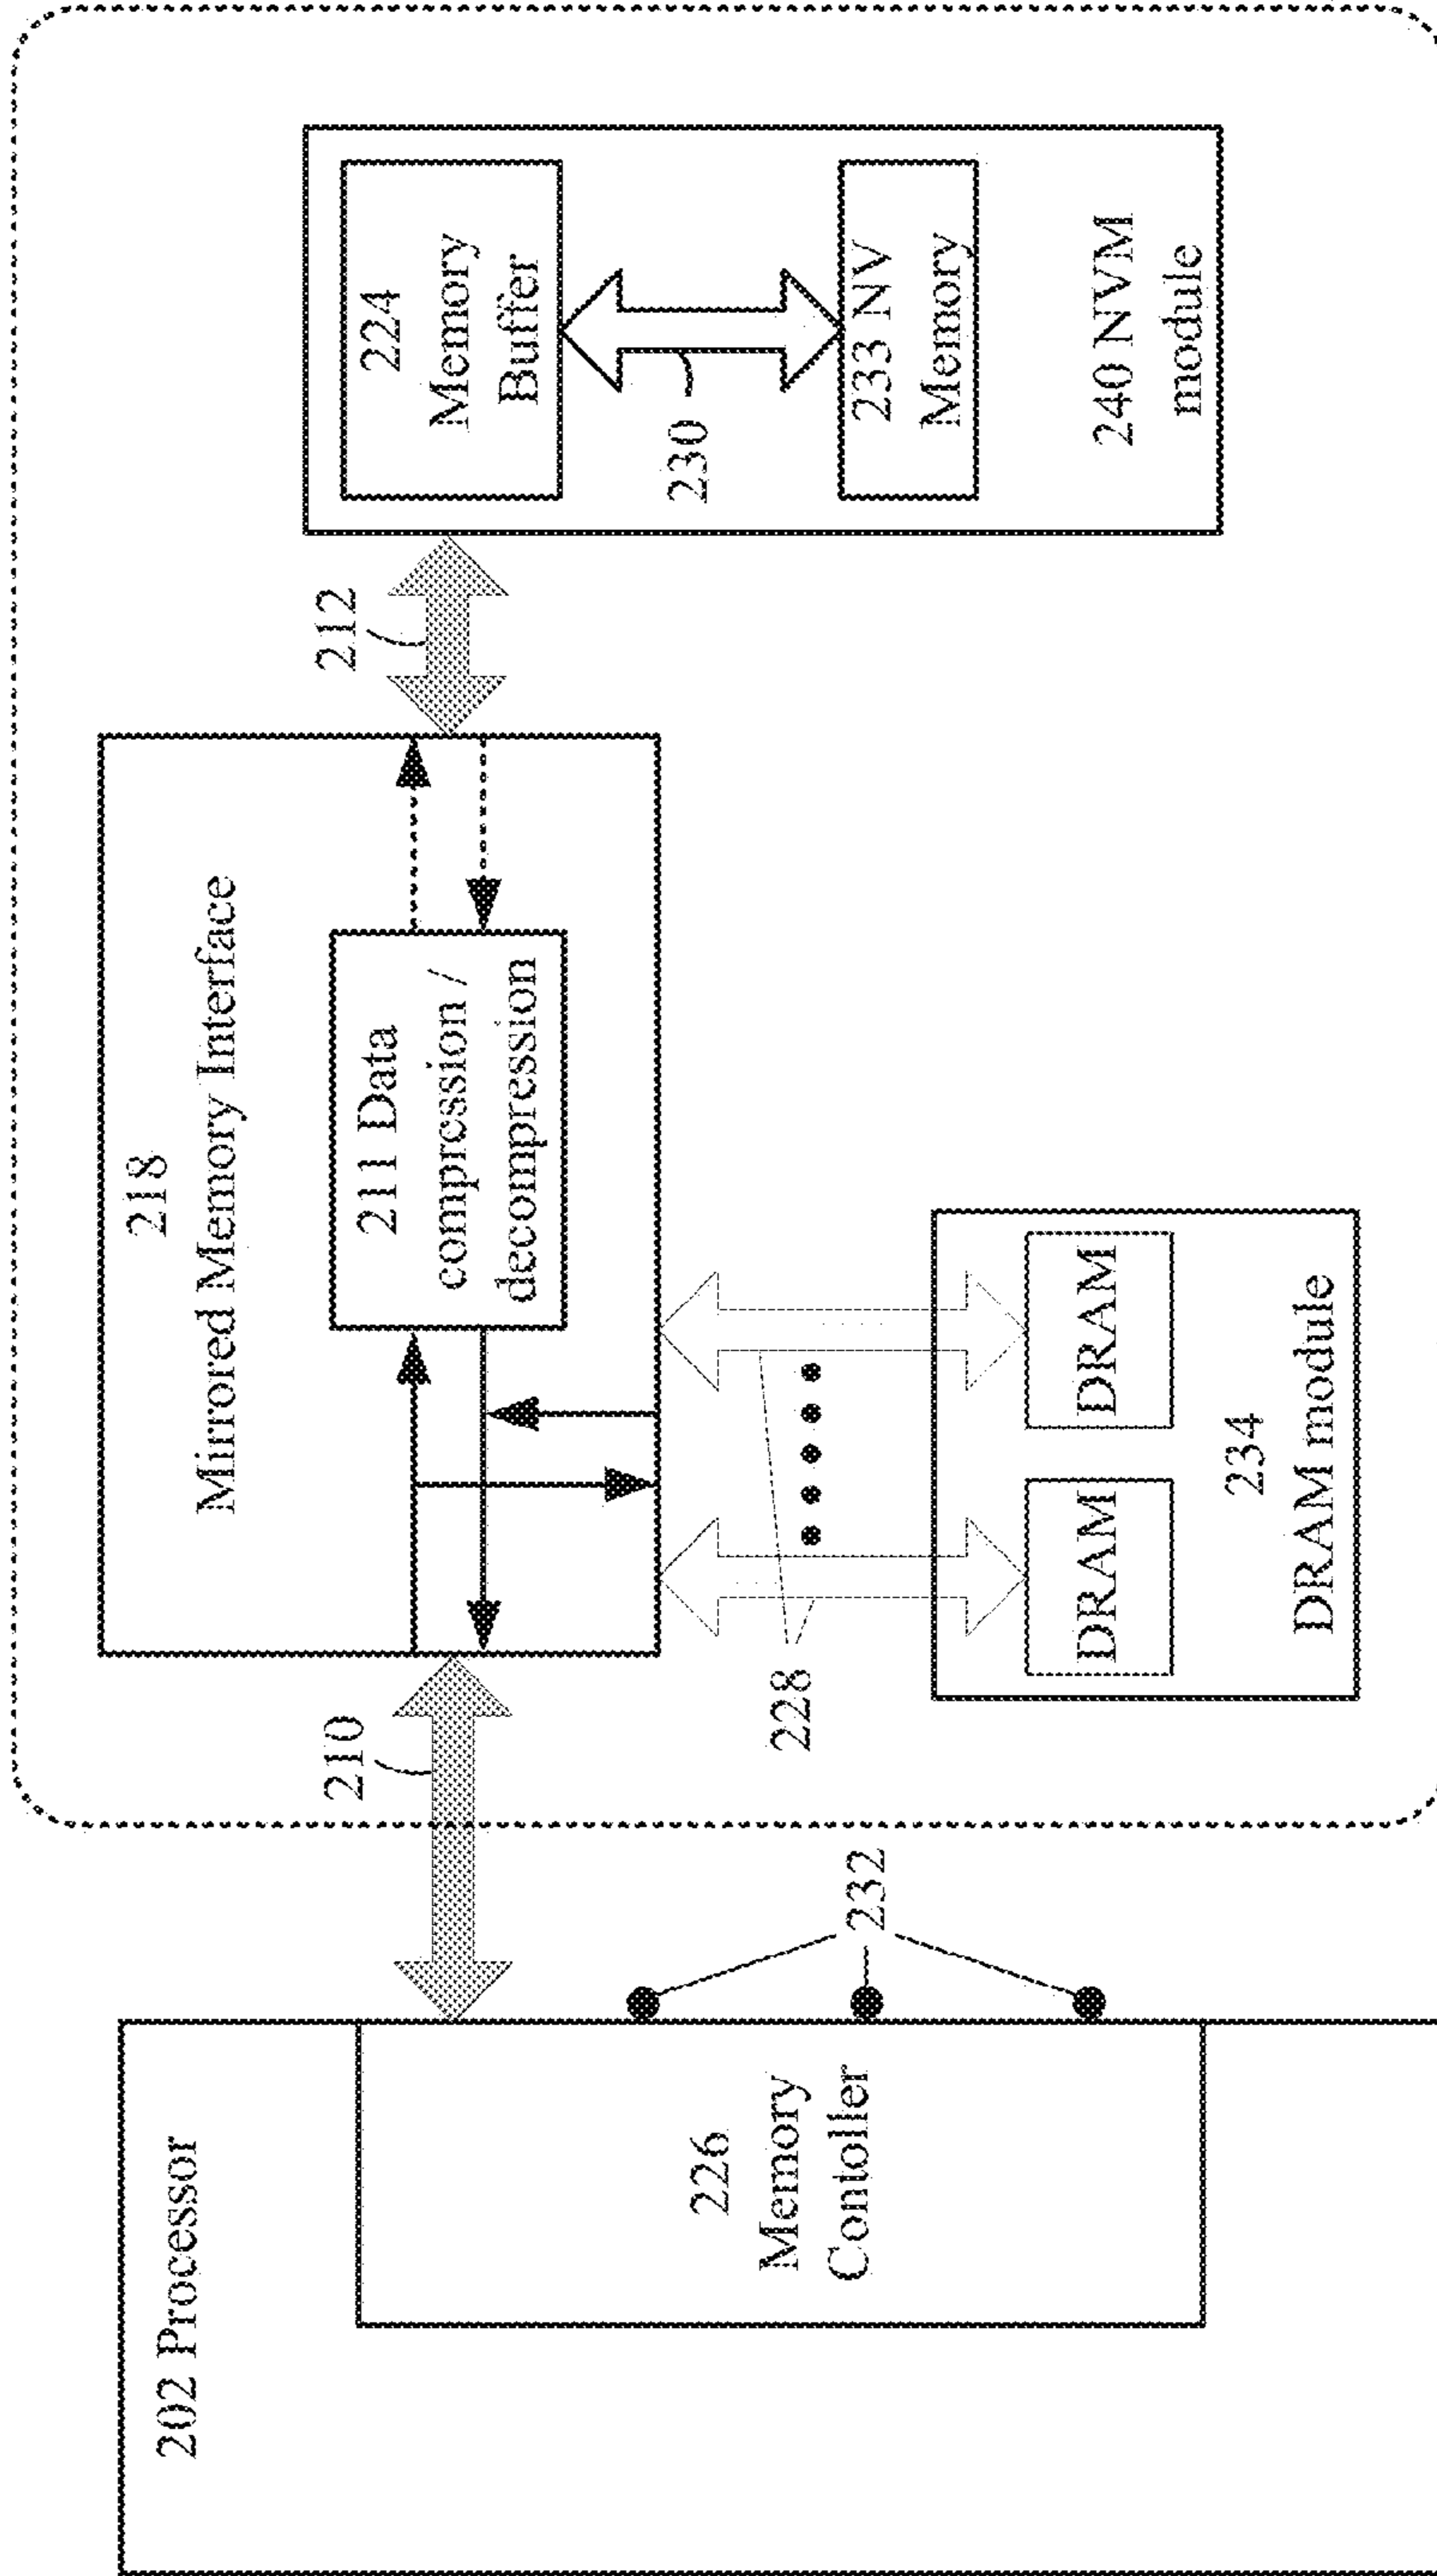 202 Processor
226
Memory
Contoller
232
210
218
Mirrored Memory Interface
211 Data
compression /
decompression
228
DRAM
DRAM
234
DRAM module
212
224
Memory
Buffer
230
233 NV
Memory
240 NVM
module